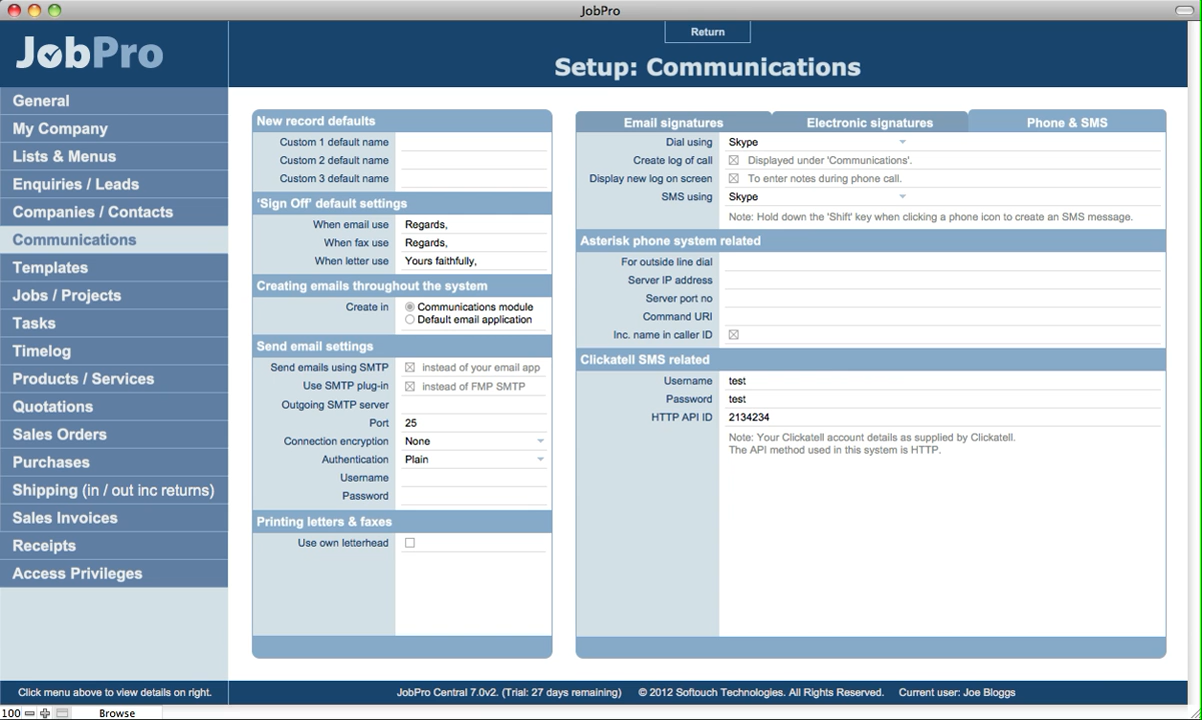 JobPro
JobPro
Return
Setup: Communications
General
My Company
Lists & Menus
Enquiries / Leads
Companies / Contacts
Communications
Templates
Jobs / Projects
Tasks
Timelog
Products / Services
Quotations
Sales Orders
Purchases
Shipping (in / out inc returns)
Sales Invoices
Receipts
Access Privileges
New record defaults
Custom 1 default name
Custom 2 default name
Custom 3 default name
'Sign Off' default settings
When email use Regards,
When fax use Regards,
When letter use Yours faithfully,
Creating emails throughout the system
Create in Communications module
Default email application
Send email settings
Send emails using SMTP instead of your email app
Use SMTP plug-in instead of FMP SMTP
Outgoing SMTP server
Port 25
Connection encryption None
Authentication Plain
Username
Password
Printing letters & faxes
Use own letterhead
Email signatures Electronic signatures Phone & SMS
Dial using Skype
Create log of call Displayed under 'Communications'.
Display new log on screen To enter notes during phone call.
SMS using Skype
Note: Hold down the 'Shift' key when clicking a phone icon to create an SMS message.
Asterisk phone system related
For outside line dial
Server IP address
Server port no
Command URI
Inc. name in caller ID
Clickatell SMS related
Username test
Password test
HTTP API ID 2134234
Note: Your Clickatell account details as supplied by Clickatell.
The API method used in this system is HTTP.
Click menu above to view details on right. JobPro Central 7.0v2. (Trial: 27 days remaining) © 2012 Softouch Technologies. All Rights Reserved. Current user: Joe Bloggs
100 Browse